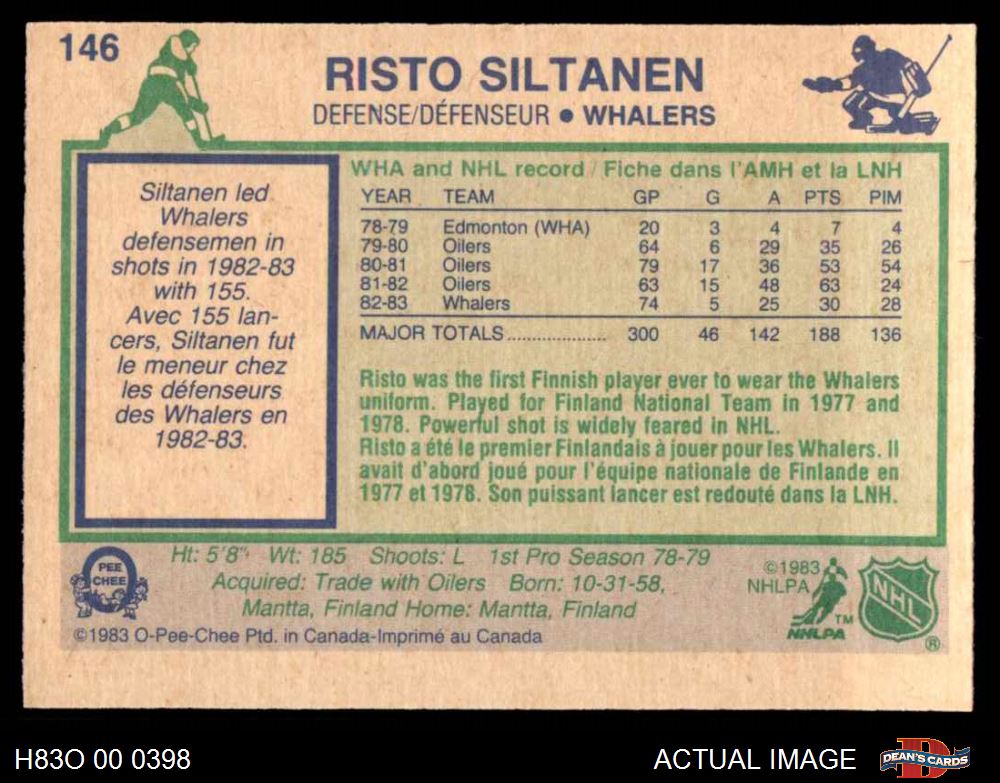 146
RISTO SILTANEN
DEFENSE/DÉFENSEUR • WHALERS
Siltanen led
Whalers
defensemen in
shots in 1982-83
with 155.
Avec 155 lan-
cers, Siltanen fut
le meneur chez
les défenseurs
des Whalers en
1982-83.
WHA and NHL record / Fiche dans l'AMH et la LNH
YEAR TEAM GP G A PTS PIM
78-79 Edmonton (WHA) 20 3 4 7 4
79-80 Oilers 64 6 29 35 26
80-81 Oilers 79 17 36 53 54
81-82 Oilers 63 15 48 63 24
82-83 Whalers 74 5 25 30 28
MAJOR TOTALS................... 300 46 142 188 136
Risto was the first Finnish player ever to wear the Whalers
uniform. Played for Finland National Team in 1977 and
1978. Powerful shot is widely feared in NHL.
Risto a été le premier Finlandais à jouer pour les Whalers. Il
avait d'abord joué pour l'équipe nationale de Finlande en
1977 et 1978. Son puissant lancer est redouté dans la LNH.
Ht: 5'8" Wt: 185 Shoots: L 1st Pro Season 78-79
Acquired: Trade with Oilers Born: 10-31-58,
Mantta, Finland Home: Mantta, Finland
©1983 O-Pee-Chee Ptd. in Canada-Imprimé au Canada
O
PEE
CHEE
©1983
NHLPA
TM
NHLPA
NHL
®
H83O 00 0398
ACTUAL IMAGE
DEAN'S CARDS